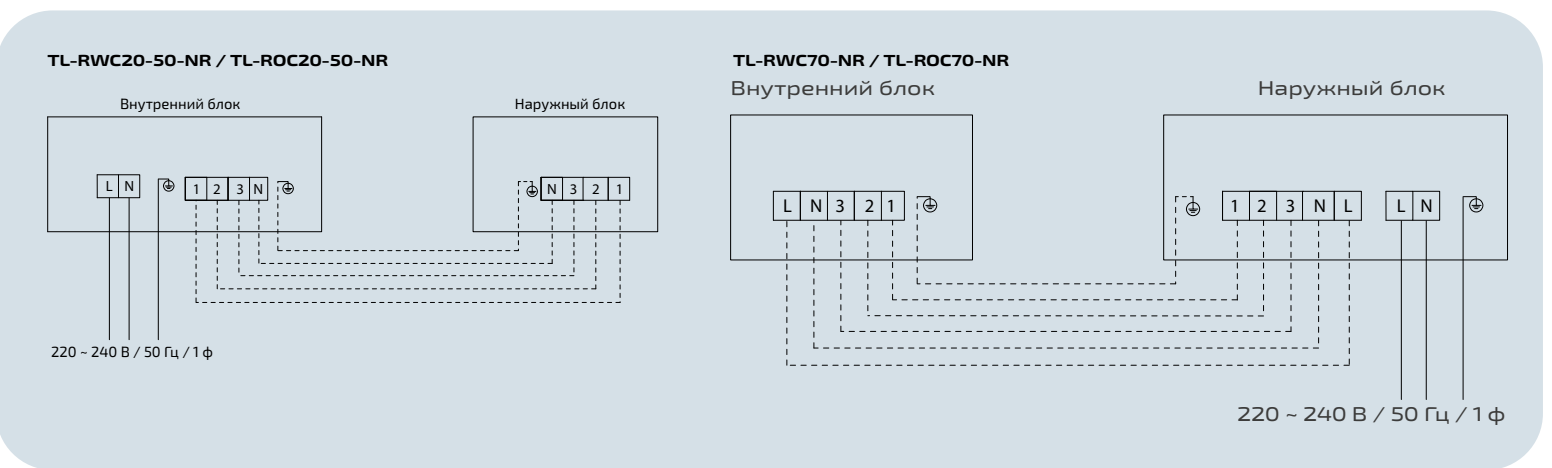 TL-RWC20-50-NR / TL-ROC20-50-NR
Внутренний блок
Наружный блок
L N
1 2 3 N
N 3 2 1
220 ~ 240 В / 50 Гц / 1 ф
TL-RWC70-NR / TL-ROC70-NR
Внутренний блок
Наружный блок
L N 3 2 1
1 2 3 N L
L N
220 ~ 240 В / 50 Гц / 1 ф